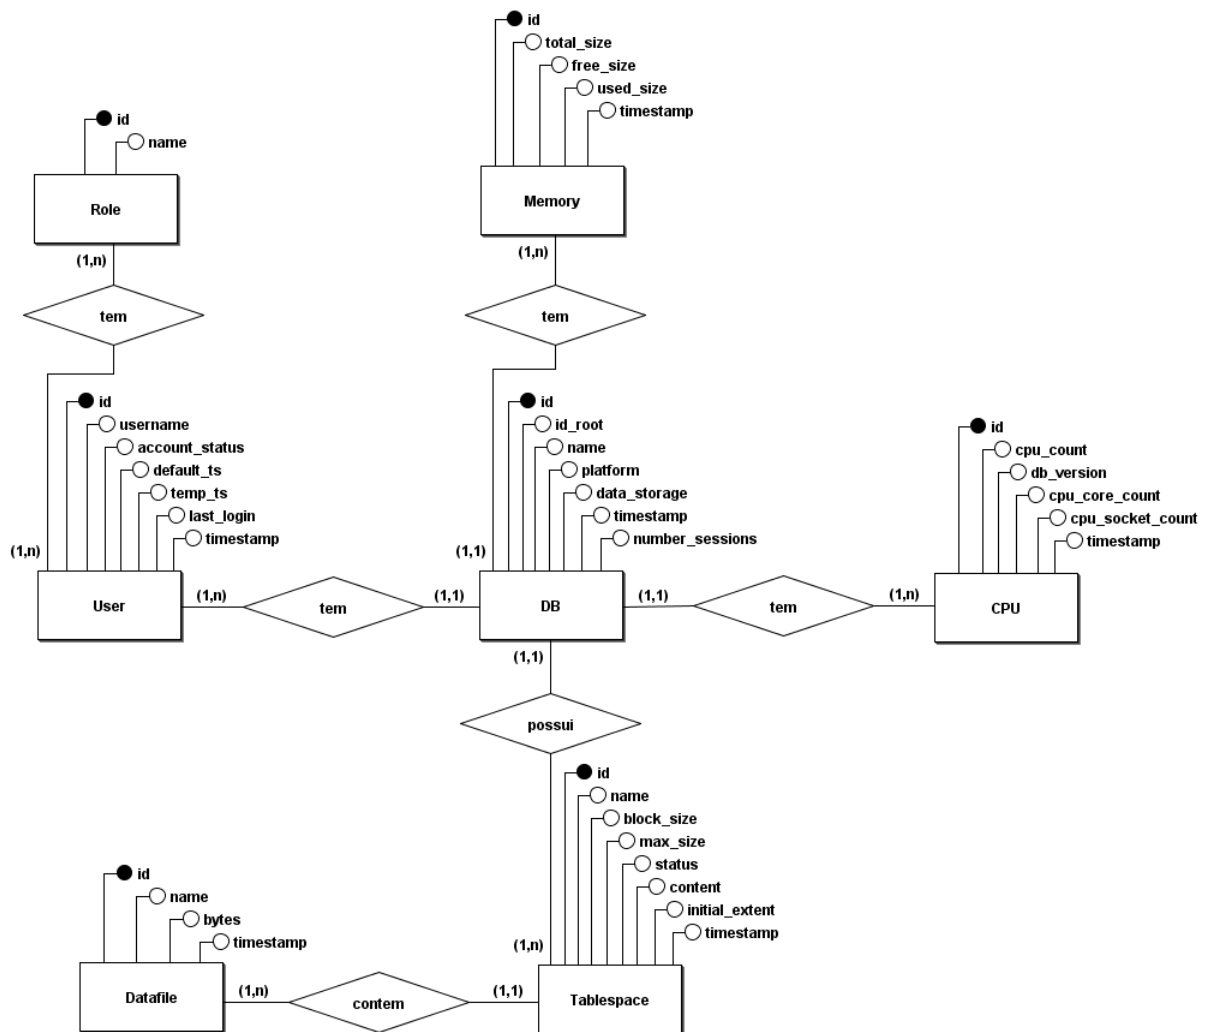 id
total_size
free_size
used_size
timestamp
Memory
(1,n)
tem
id
name
Role
(1,n)
tem
(1,n)
id
username
account_status
default_ts
temp_ts
last_login
timestamp
User
(1,n)
tem
(1,1)
(1,1)
id
id_root
name
platform
data_storage
timestamp
number_sessions
DB
(1,1)
tem
(1,n)
id
cpu_count
db_version
cpu_core_count
cpu_socket_count
timestamp
CPU
(1,1)
possui
(1,n)
id
name
block_size
max_size
status
content
initial_extent
timestamp
Tablespace
(1,1)
contem
(1,n)
id
name
bytes
timestamp
Datafile